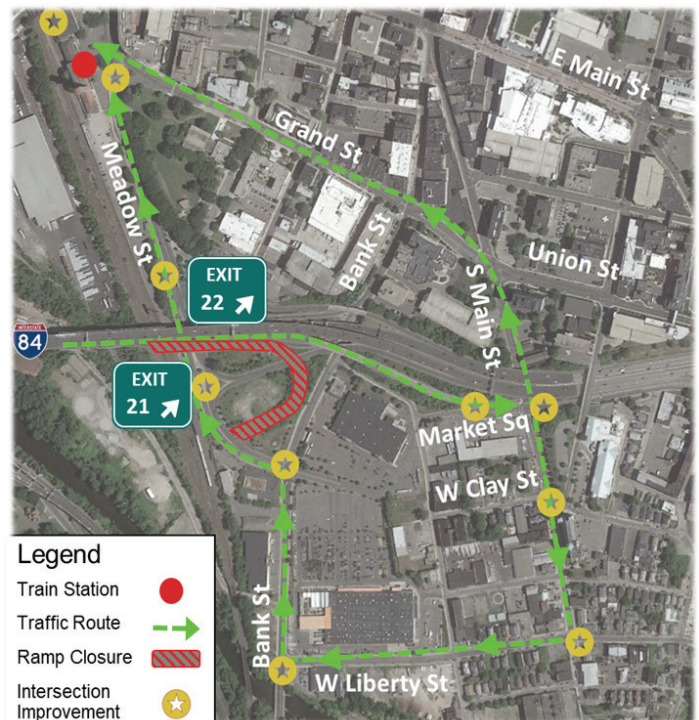 E Main St
Grand St
Meadow St
Bank St
Union St
S Main St
EXIT
22
INTERSTATE
84
EXIT
21
Market Sq
W Clay St
Bank St
W Liberty St
Legend
Train Station
Traffic Route
Ramp Closure
Intersection
Improvement